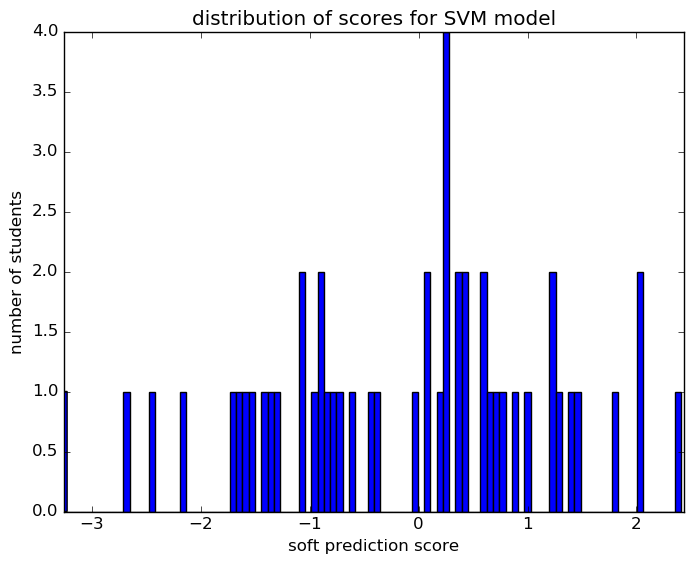 distribution of scores for SVM model
4.0
3.5
3.0
2.5
2.0
1.5
1.0
0.5
0.0
number of students
−3 −2 −1 0 1 2
soft prediction score